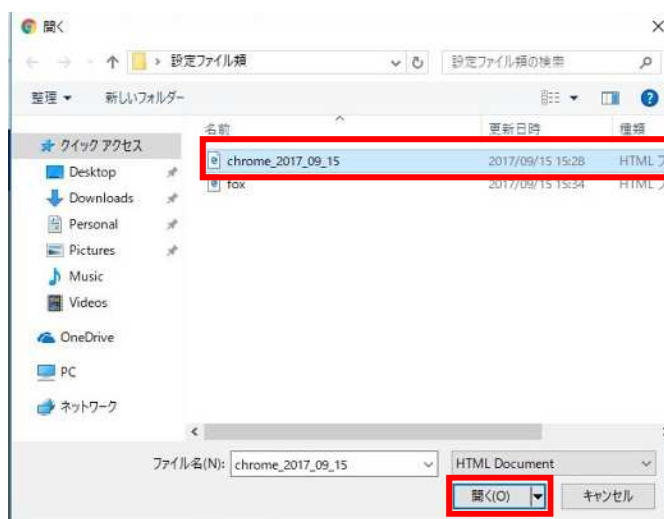 開く
設定ファイル類
設定ファイル類の検索
整理 新しいフォルダー
名前 更新日時 種類
クイック アクセス
chrome_2017_09_15 2017/09/15 15:28 HTML フ
Desktop
fox 2017/09/15 15:34 HTML フ
Downloads
Personal
Pictures
Music
Videos
OneDrive
PC
ネットワーク
ファイル名(N): chrome_2017_09_15 HTML Document
開く(O) キャンセル